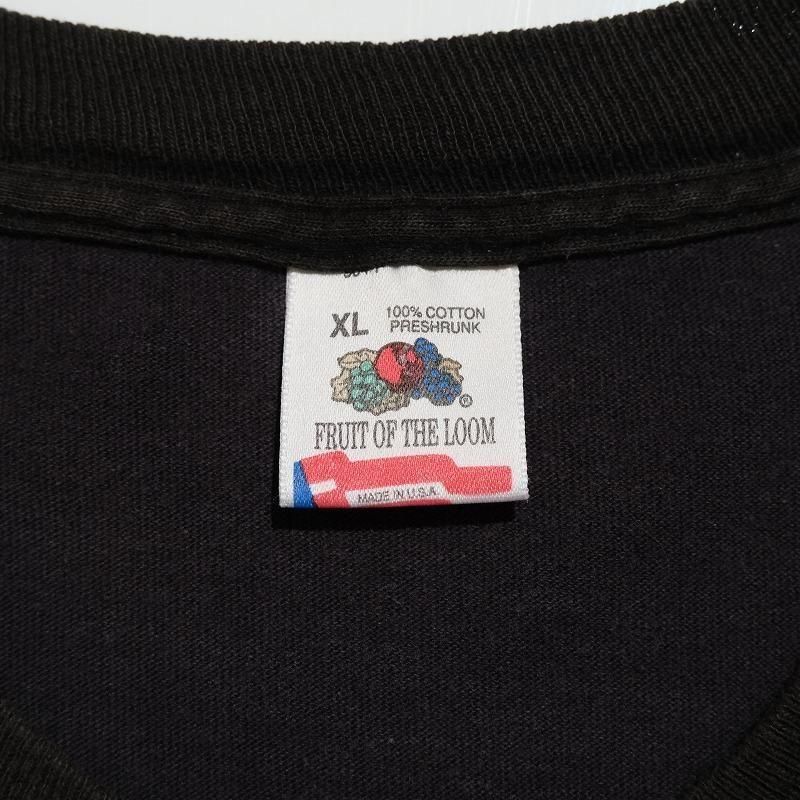 XL
100% COTTON
PRESHRUNK
®
FRUIT OF THE LOOM
MADE IN U.S.A.